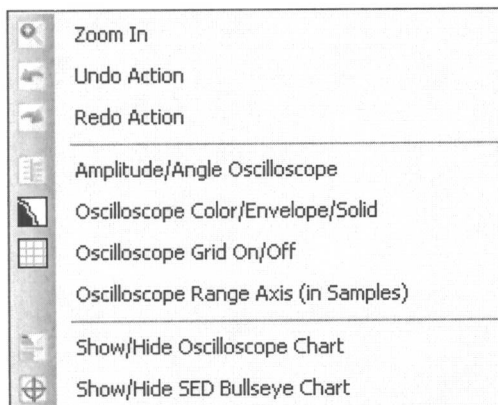 Zoom In
Undo Action
Redo Action
Amplitude/Angle Oscilloscope
Oscilloscope Color/Envelope/Solid
Oscilloscope Grid On/Off
Oscilloscope Range Axis (in Samples)
Show/Hide Oscilloscope Chart
Show/Hide SED Bullseye Chart